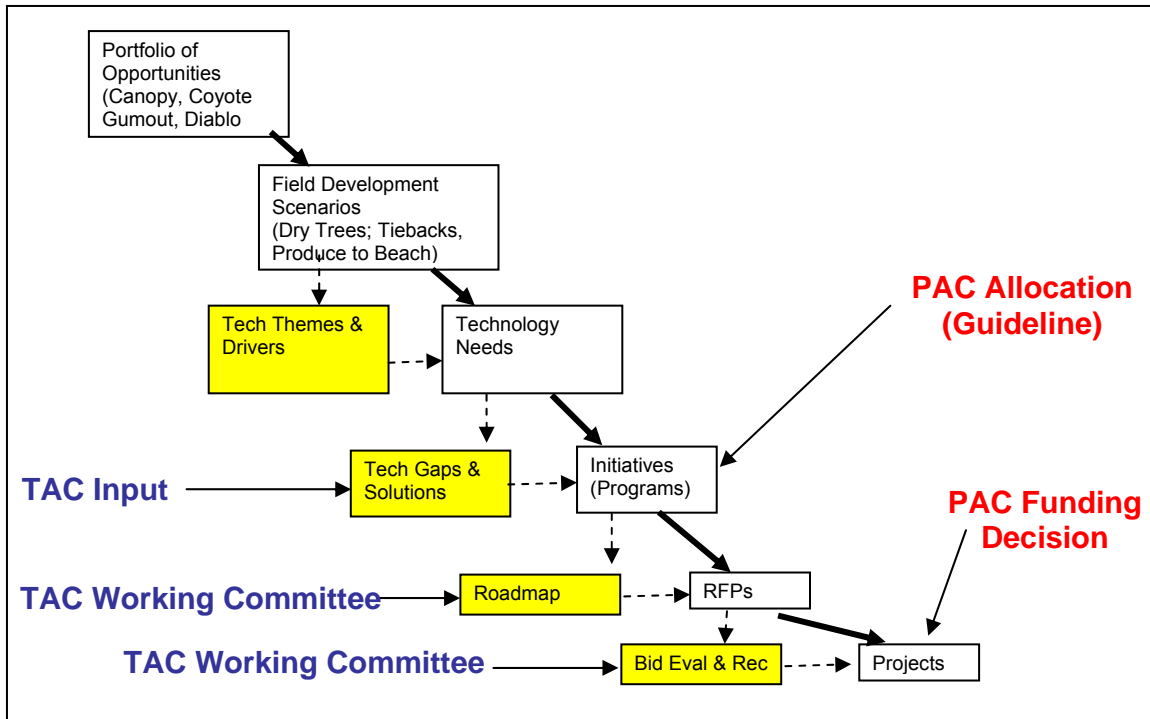 Portfolio of
Opportunities
(Canopy, Coyote
Gumout, Diablo
Field Development
Scenarios
(Dry Trees; Tiebacks,
Produce to Beach)
Tech Themes &
Drivers
Technology
Needs
PAC Allocation
(Guideline)
TAC Input
Tech Gaps &
Solutions
Initiatives
(Programs)
PAC Funding
Decision
TAC Working Committee
Roadmap
RFPs
TAC Working Committee
Bid Eval & Rec
Projects